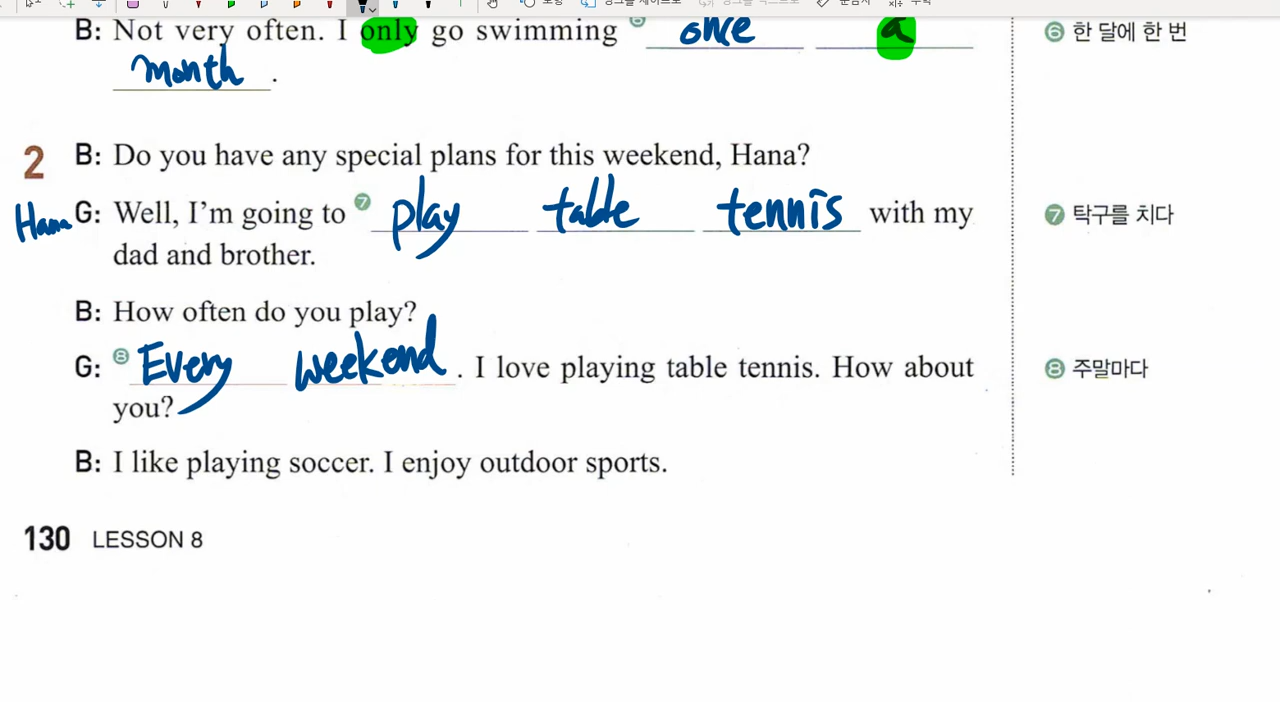 B: Not very often. I only go swimming ⑥ once a ⑥ 한 달에 한 번
month .
2 B: Do you have any special plans for this weekend, Hana?
Hana G: Well, I'm going to ⑦ play table tennis with my ⑦ 탁구를 치다
dad and brother.
B: How often do you play?
G: ⑧ Every weekend. I love playing table tennis. How about ⑧ 주말마다
you?
B: I like playing soccer. I enjoy outdoor sports.
130 LESSON 8